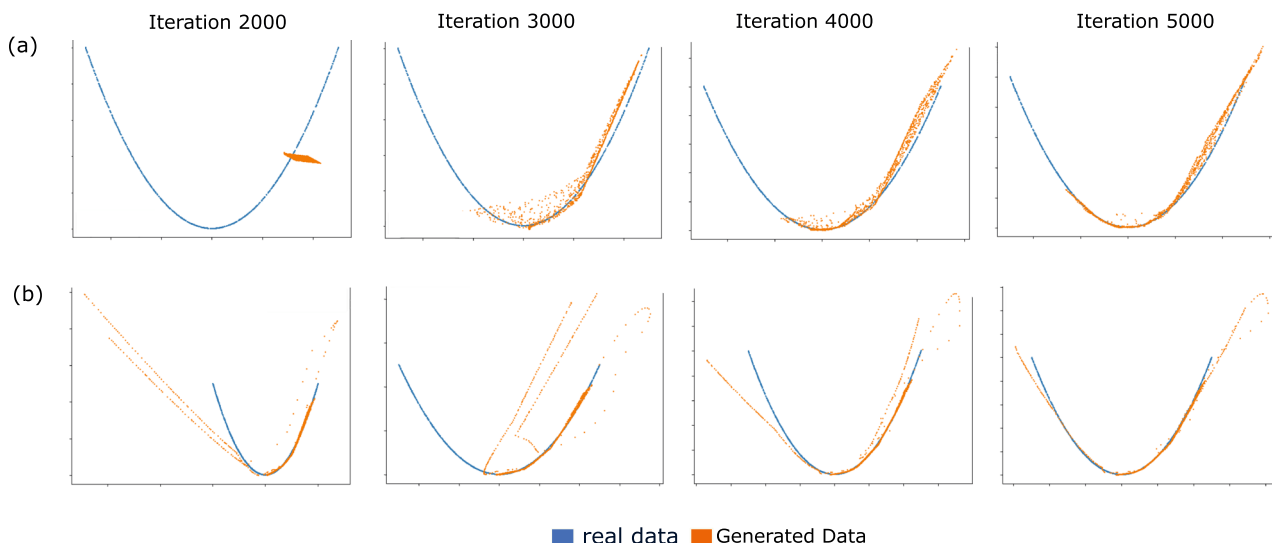 Iteration 2000 Iteration 3000 Iteration 4000 Iteration 5000
(a)
(b)
real data Generated Data